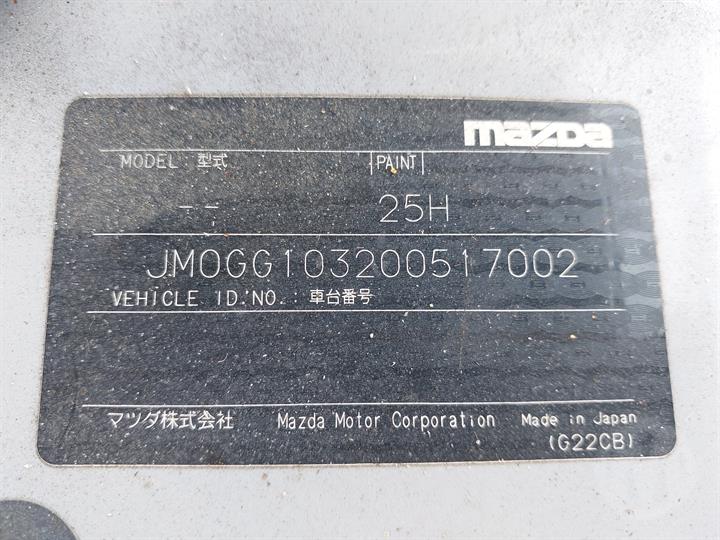 mazda
MODEL 型式 PAINT
-- 25H
JM0GG103200517002
VEHICLE ID.NO.: 車台番号
マツダ株式会社 Mazda Motor Corporation Made in Japan
(G22CB)